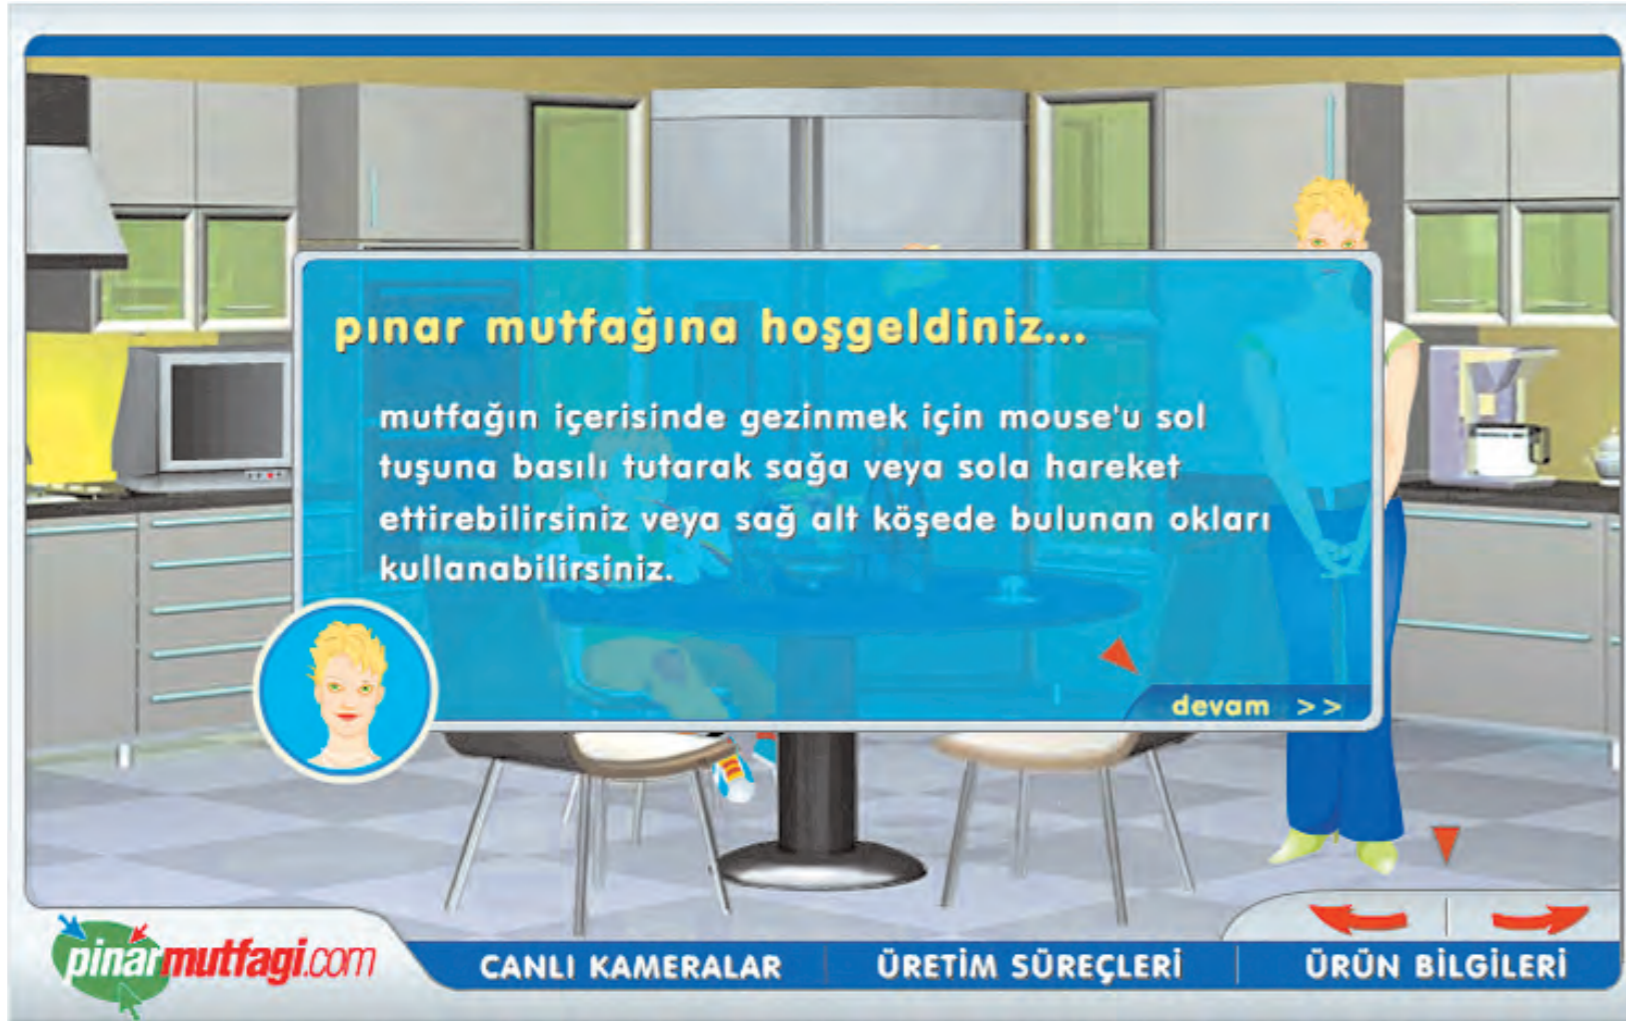 pınar mutfağına hoşgeldiniz...
mutfağın içerisinde gezinmek için mouse'u sol
tuşuna basılı tutarak sağa veya sola hareket
ettirebilirsiniz veya sağ alt köşede bulunan okları
kullanabilirsiniz.
devam >>
pinarmutfagi.com
CANLI KAMERALAR
ÜRETİM SÜREÇLERİ
ÜRÜN BİLGİLERİ